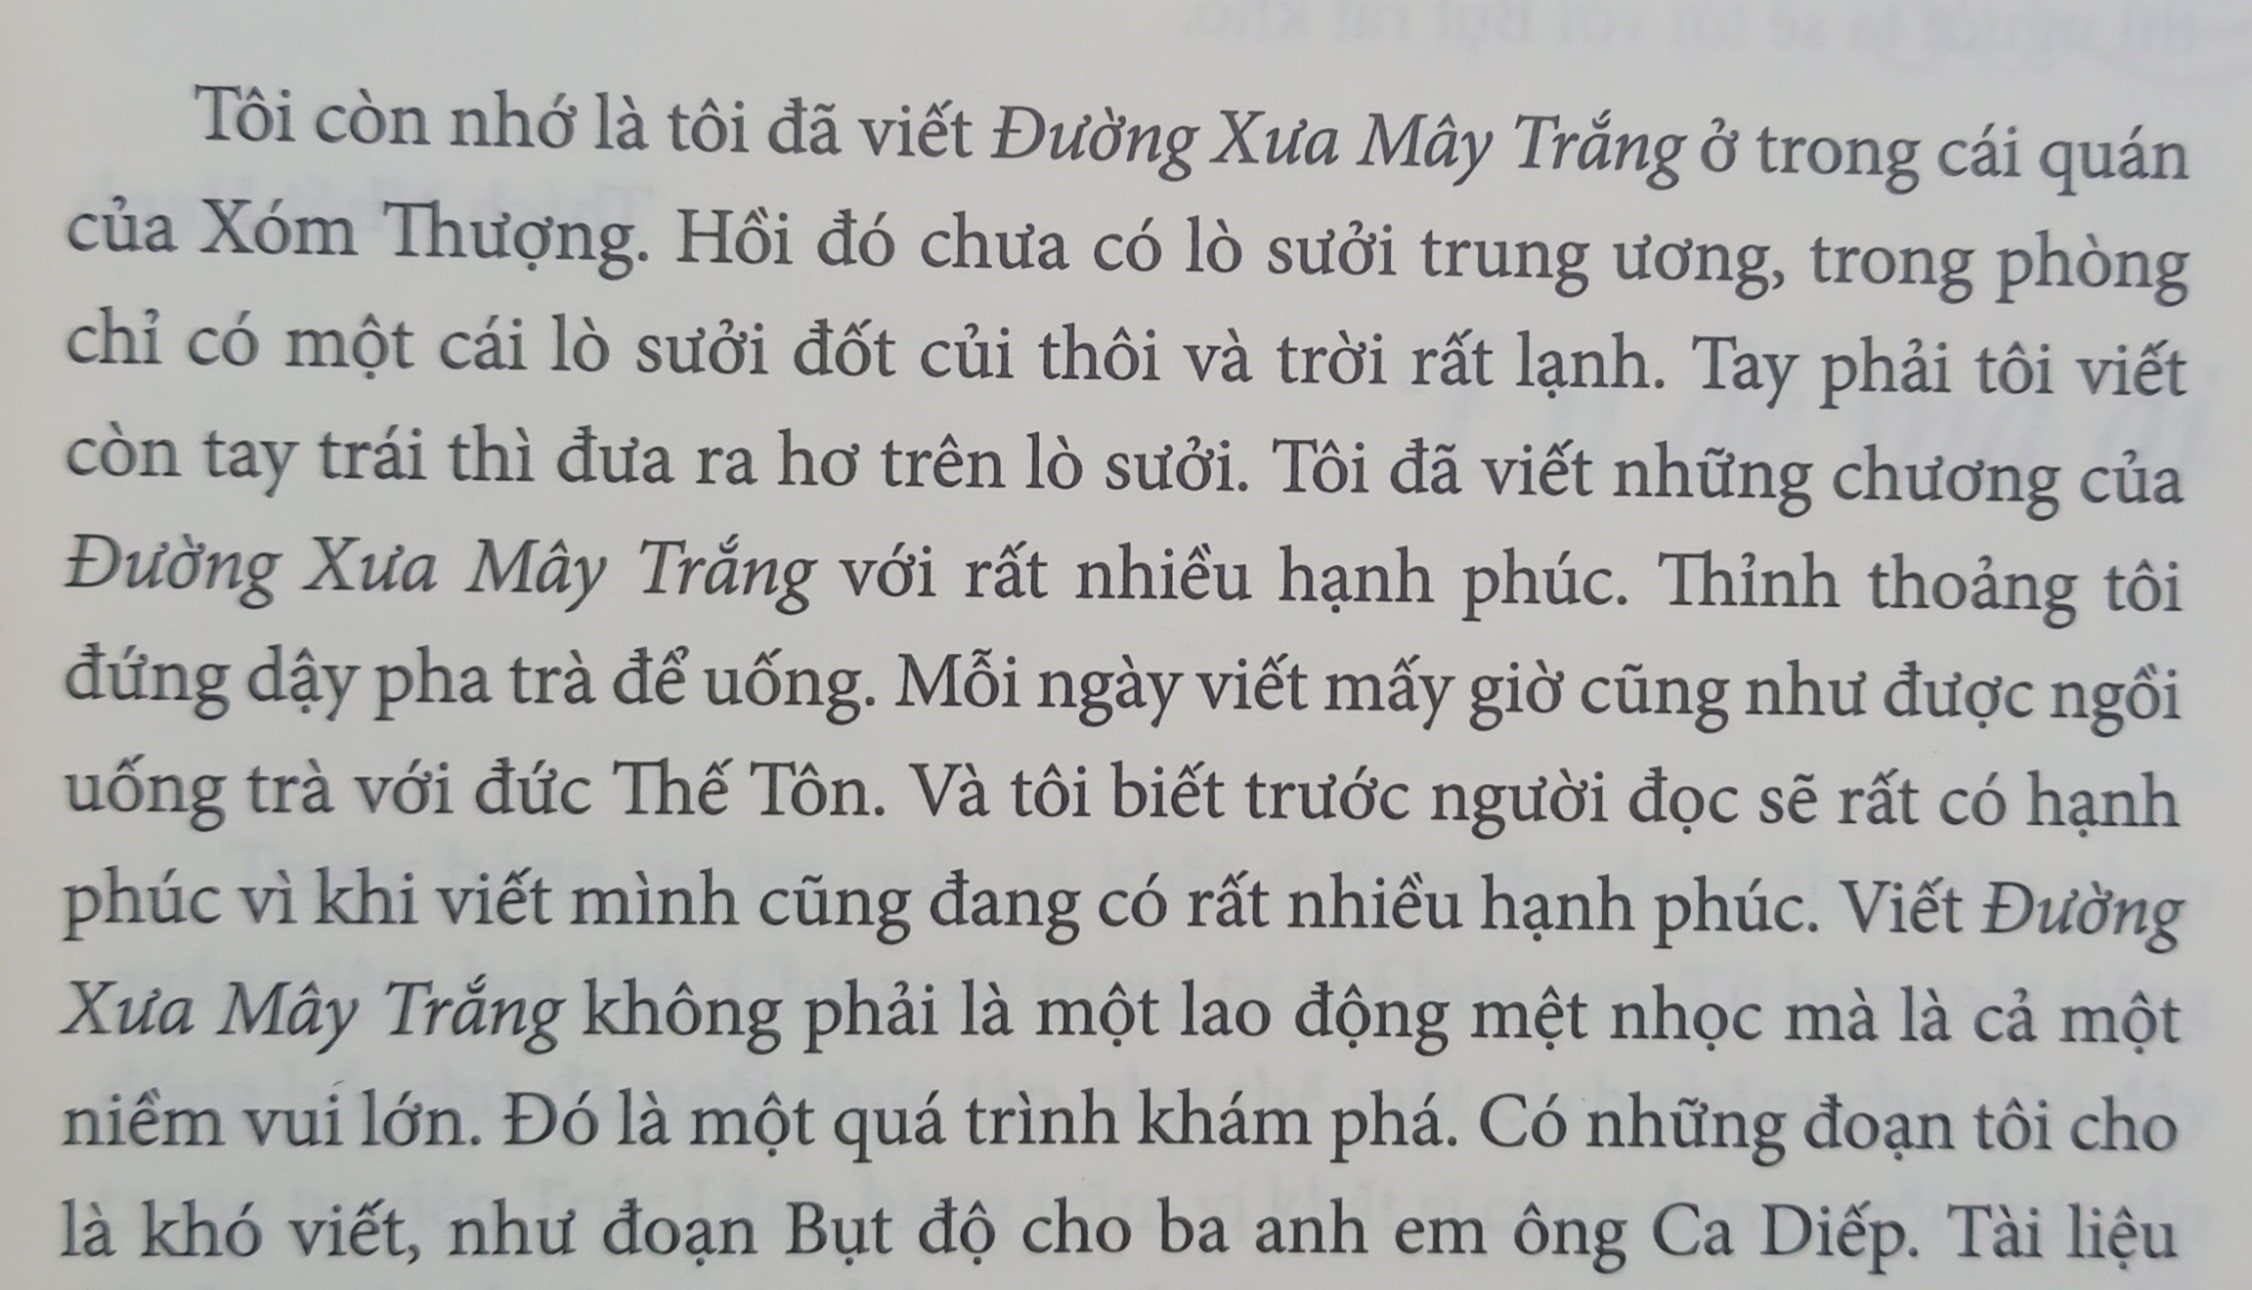 Tôi còn nhớ là tôi đã viết Đường Xưa Mây Trắng ở trong cái quán
của Xóm Thượng. Hồi đó chưa có lò sưởi trung ương, trong phòng
chỉ có một cái lò sưởi đốt củi thôi và trời rất lạnh. Tay phải tôi viết
còn tay trái thì đưa ra hơ trên lò sưởi. Tôi đã viết những chương của
Đường Xưa Mây Trắng với rất nhiều hạnh phúc. Thỉnh thoảng tôi
đứng dậy pha trà để uống. Mỗi ngày viết mấy giờ cũng như được ngồi
uống trà với đức Thế Tôn. Và tôi biết trước người đọc sẽ rất có hạnh
phúc vì khi viết mình cũng đang có rất nhiều hạnh phúc. Viết Đường
Xưa Mây Trắng không phải là một lao động mệt nhọc mà là cả một
niềm vui lớn. Đó là một quá trình khám phá. Có những đoạn tôi cho
là khó viết, như đoạn Bụt độ cho ba anh em ông Ca Diếp. Tài liệu